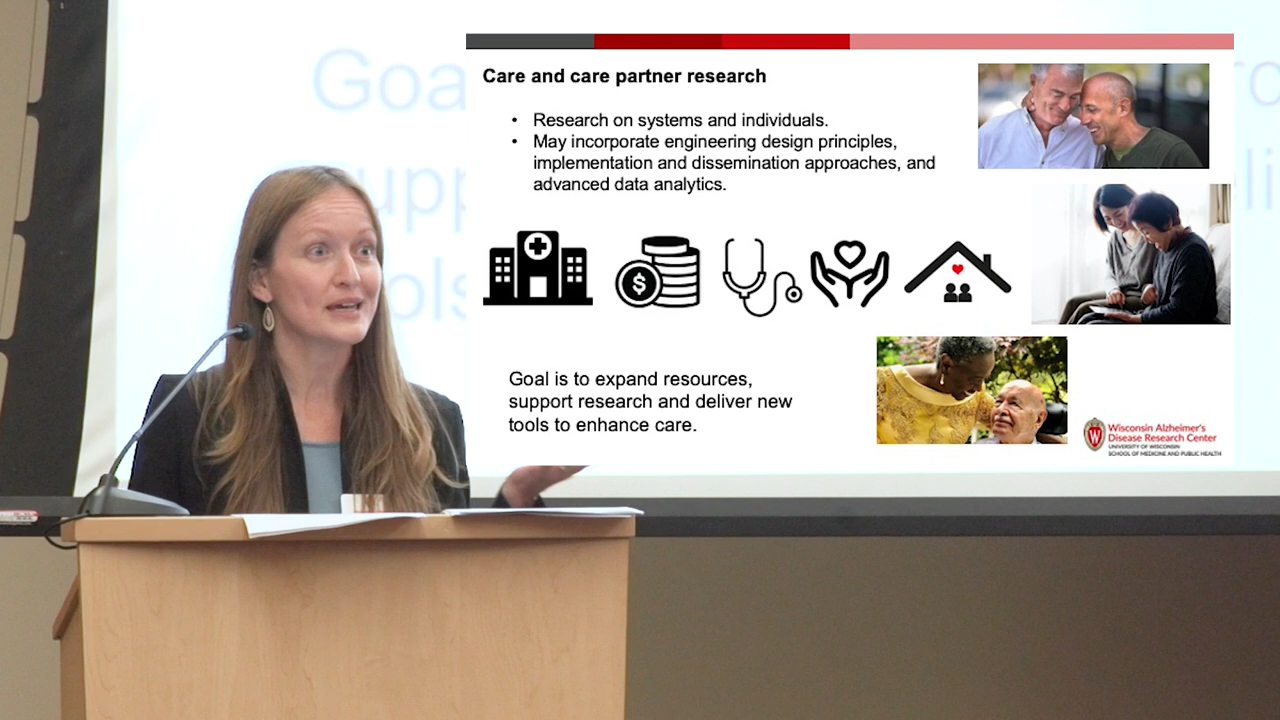 Care and care partner research
• Research on systems and individuals.
• May incorporate engineering design principles,
implementation and dissemination approaches, and
advanced data analytics.
$
Goal is to expand resources,
support research and deliver new
tools to enhance care.
W
Wisconsin Alzheimer's
Disease Research Center
UNIVERSITY OF WISCONSIN
SCHOOL OF MEDICINE AND PUBLIC HEALTH